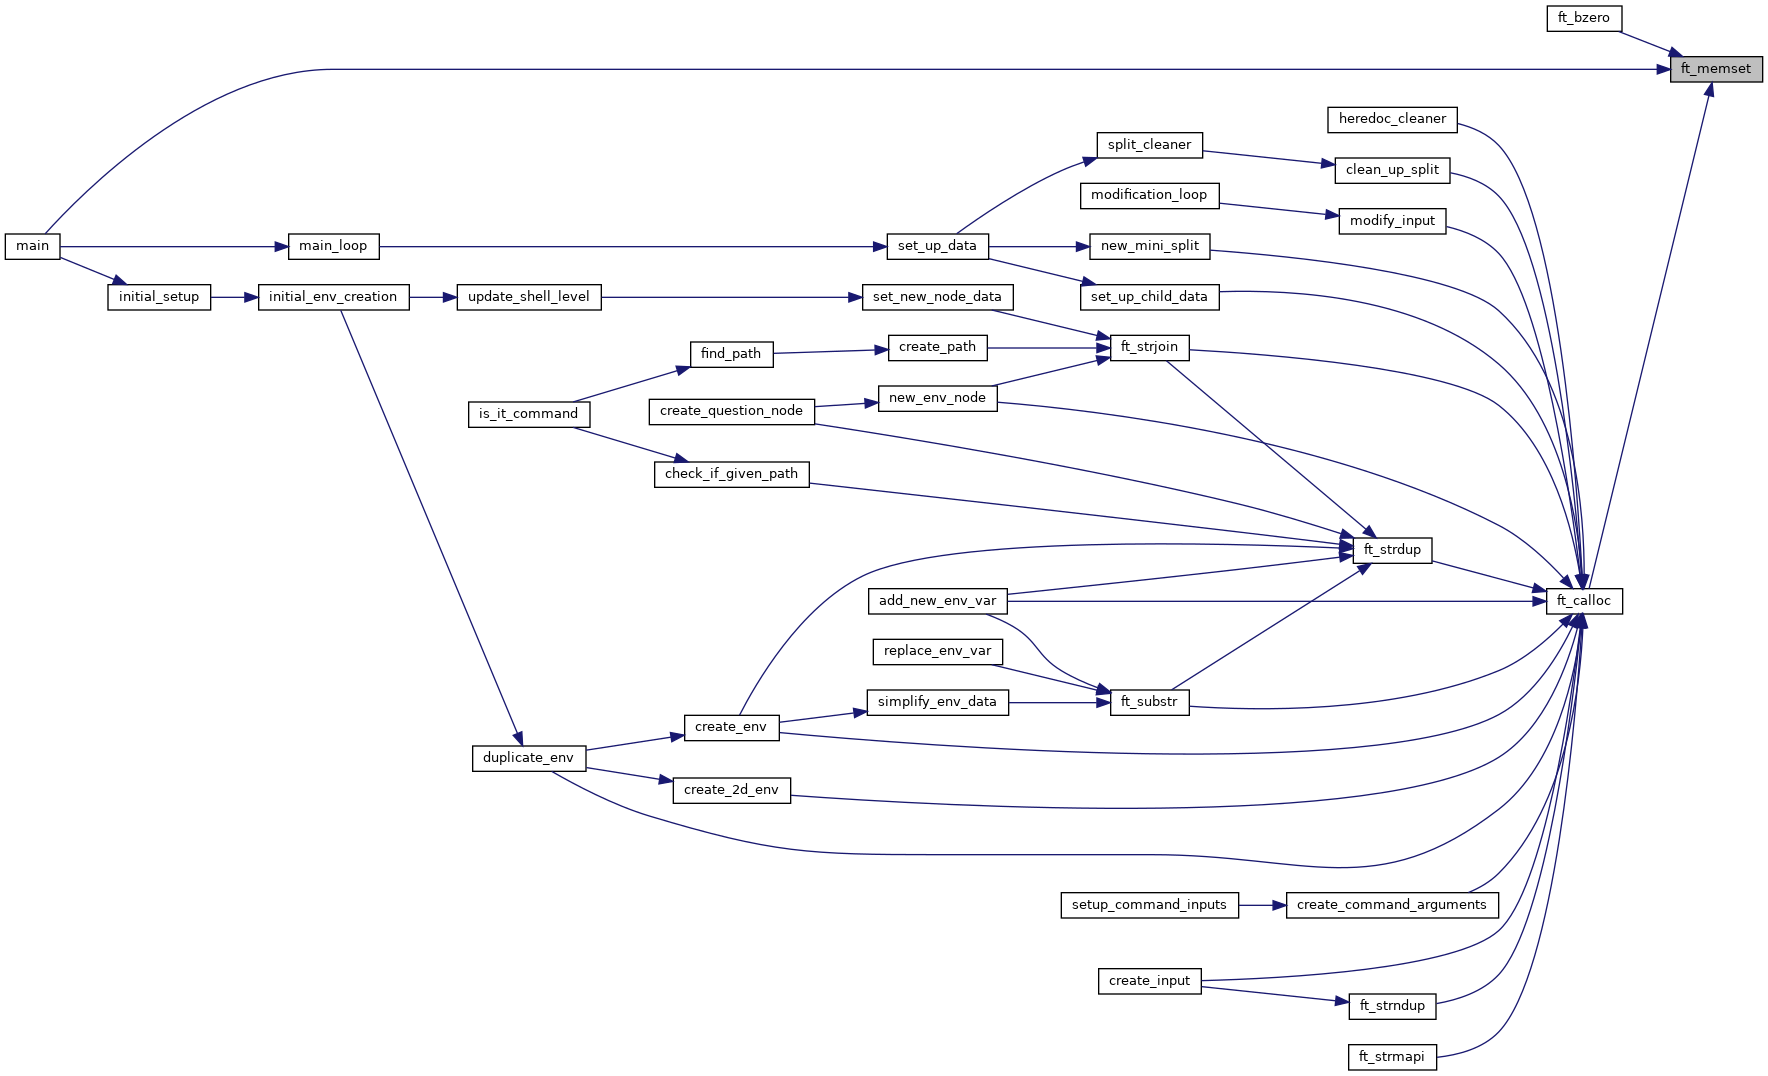 ft_bzero
ft_memset
heredoc_cleaner
split_cleaner
clean_up_split
modification_loop
modify_input
main
main_loop
set_up_data
new_mini_split
initial_setup
initial_env_creation
update_shell_level
set_new_node_data
set_up_child_data
find_path
create_path
ft_strjoin
is_it_command
create_question_node
new_env_node
check_if_given_path
ft_strdup
add_new_env_var
ft_calloc
replace_env_var
simplify_env_data
ft_substr
create_env
duplicate_env
create_2d_env
setup_command_inputs
create_command_arguments
create_input
ft_strndup
ft_strmapi